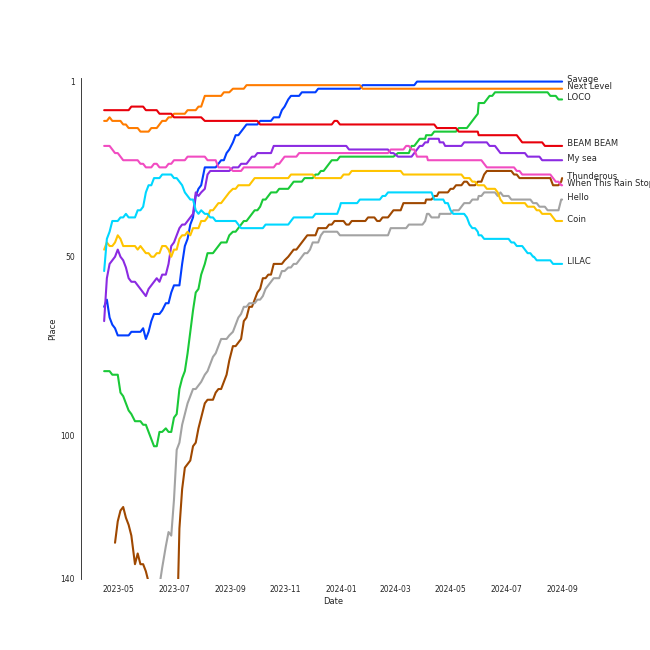 1
50
100
140
Place
2023-05
2023-07
2023-09
2023-11
2024-01
2024-03
2024-05
2024-07
2024-09
Date
Savage
Next Level
LOCO
BEAM BEAM
My sea
Thunderous
When This Rain Stop
Hello
Coin
LILAC